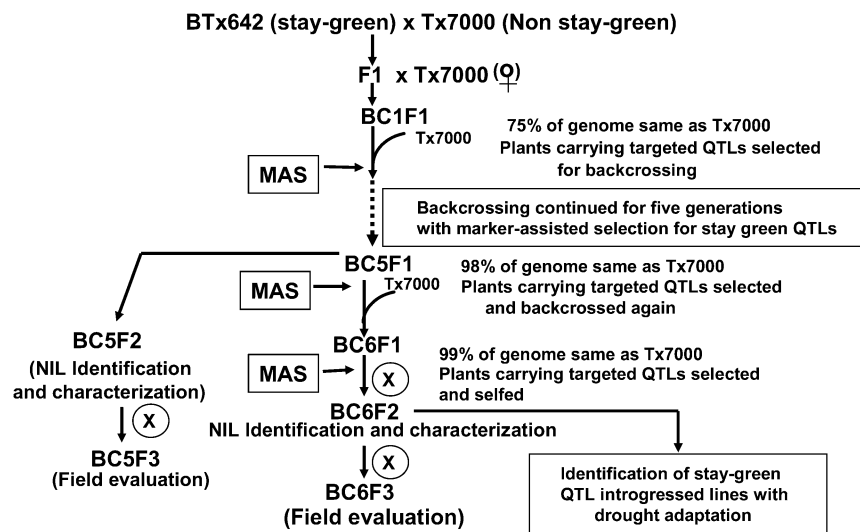 BTx642 (stay-green) x Tx7000 (Non stay-green)
F1 x Tx7000 (♀)
BC1F1
Tx7000
75% of genome same as Tx7000
Plants carrying targeted QTLs selected
for backcrossing
MAS
Backcrossing continued for five generations
with marker-assisted selection for stay green QTLs
BC5F1
Tx7000
98% of genome same as Tx7000
Plants carrying targeted QTLs selected
and backcrossed again
MAS
BC5F2
(NIL Identification
and characterization)
X
BC5F3
(Field evaluation)
BC6F1
99% of genome same as Tx7000
Plants carrying targeted QTLs selected
and selfed
MAS
X
BC6F2
NIL Identification and characterization
X
BC6F3
(Field evaluation)
Identification of stay-green
QTL introgressed lines with
drought adaptation